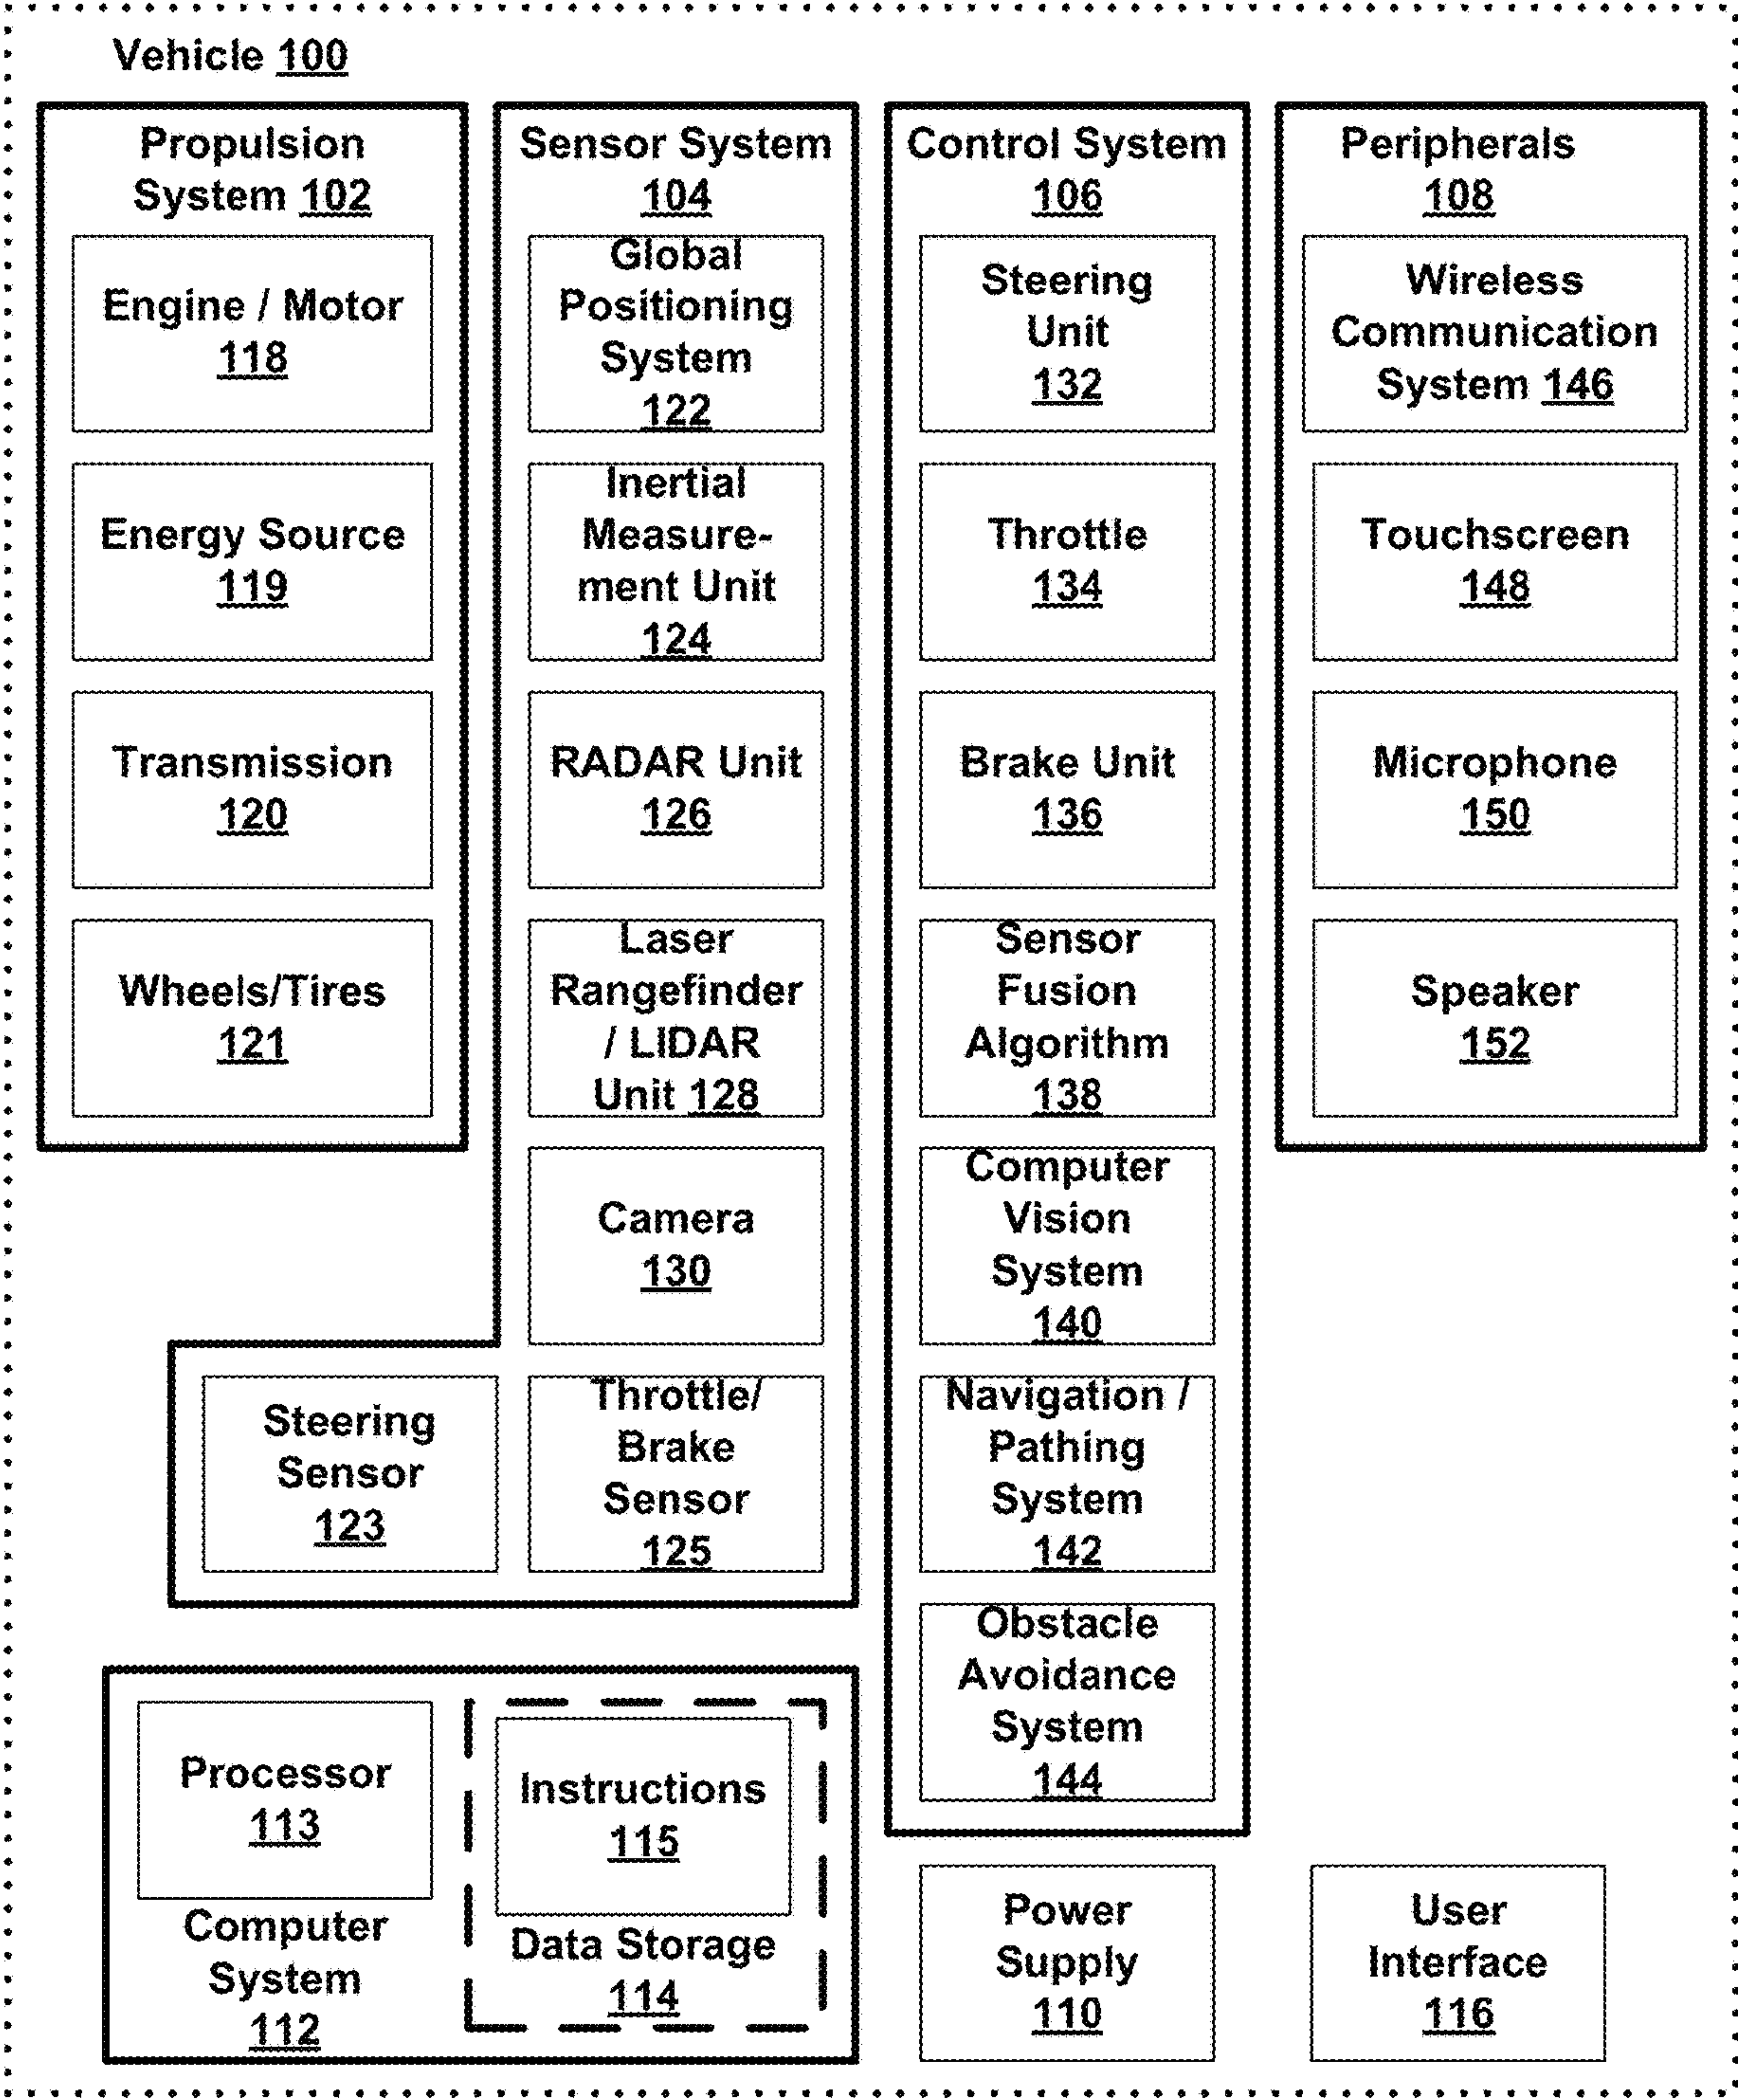 Vehicle 100
Propulsion
System 102
Engine / Motor
118
Energy Source
119
Transmission
120
Wheels/Tires
121
Sensor System
104
Global
Positioning
System
122
Inertial
Measure-
ment Unit
124
RADAR Unit
126
Laser
Rangefinder
/ LIDAR
Unit 128
Camera
130
Steering
Sensor
123
Throttle/
Brake
Sensor
125
Control System
106
Steering
Unit
132
Throttle
134
Brake Unit
136
Sensor
Fusion
Algorithm
138
Computer
Vision
System
140
Navigation /
Pathing
System
142
Obstacle
Avoidance
System
144
Peripherals
108
Wireless
Communication
System 146
Touchscreen
148
Microphone
150
Speaker
152
Processor
113
Computer
System
112
Instructions
115
Data Storage
114
Power
Supply
110
User
Interface
116